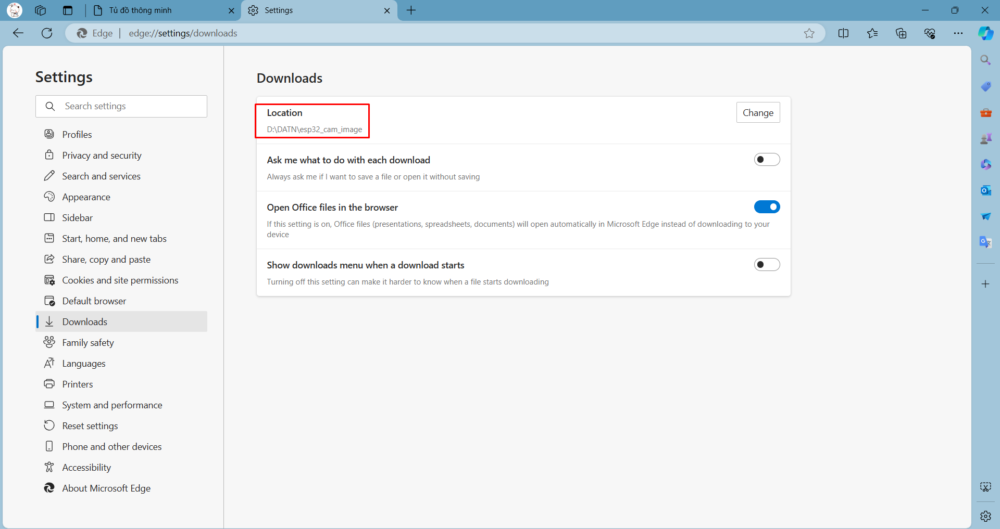 Tủ đồ thông minh
Settings
Edge
edge://settings/downloads
Settings
Search settings
Profiles
Privacy and security
Search and services
Appearance
Sidebar
Start, home, and new tabs
Share, copy and paste
Cookies and site permissions
Default browser
Downloads
Family safety
Languages
Printers
System and performance
Reset settings
Phone and other devices
Accessibility
About Microsoft Edge
Downloads
Location
D:\DATN\esp32_cam_image
Change
Ask me what to do with each download
Always ask me if I want to save a file or open it without saving
Open Office files in the browser
If this setting is on, Office files (presentations, spreadsheets, documents) will open automatically in Microsoft Edge instead of downloading to your
device
Show downloads menu when a download starts
Turning off this setting can make it harder to know when a file starts downloading